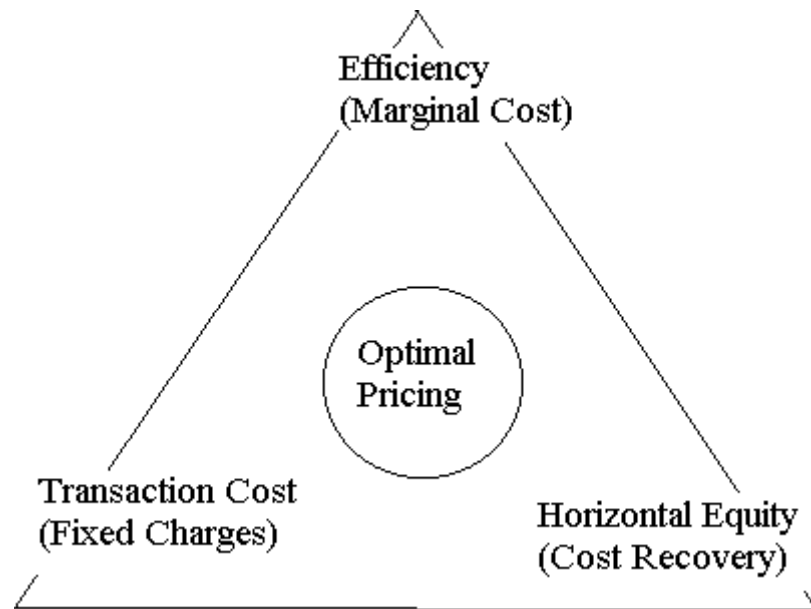 Efficiency
(Marginal Cost)
Optimal
Pricing
Transaction Cost
(Fixed Charges)
Horizontal Equity
(Cost Recovery)